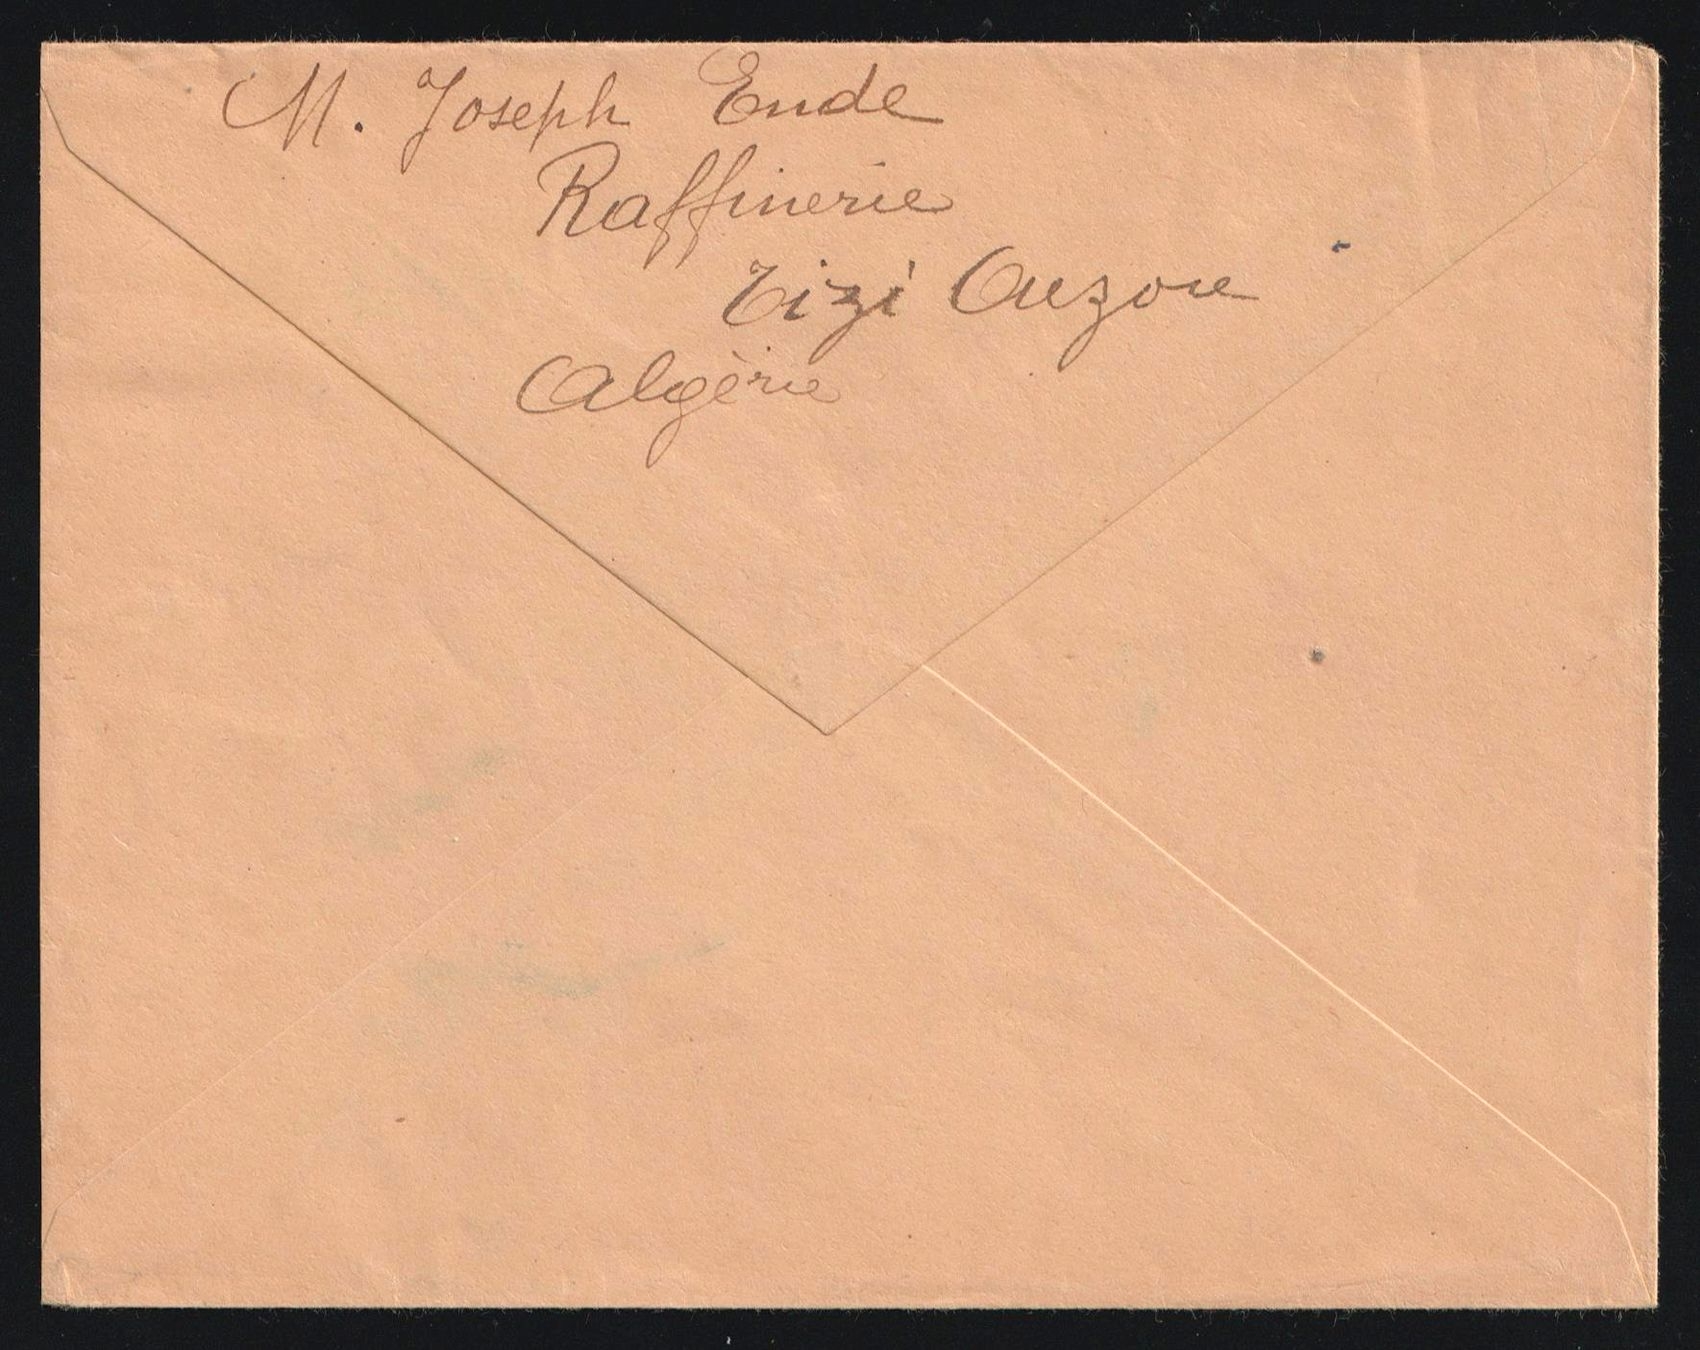 M. Joseph Ende
Raffinerie
Tizi Ouzou
Algérie